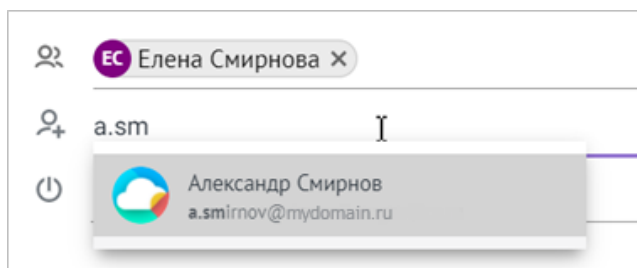 ЕС Елена Смирнова
a.sm
Александр Смирнов
a.smirnov@mydomain.ru